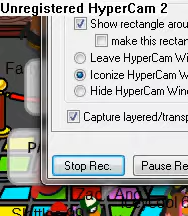 Unregistered HyperCam 2
Show rectangle arou
make this rectan
Leave HyperCam Win
Iconize HyperCam W
Hide HyperCam Wind
Capture layered/transp
Stop Rec.
Pause Re